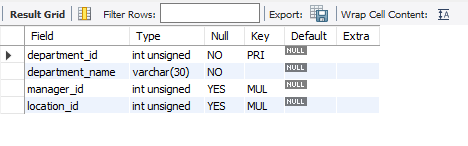 Result Grid Filter Rows: Export: Wrap Cell Content: IA
Field Type Null Key Default Extra
department_id int unsigned NO PRI NULL
department_name varchar(30) NO NULL
manager_id int unsigned YES MUL NULL
location_id int unsigned YES MUL NULL